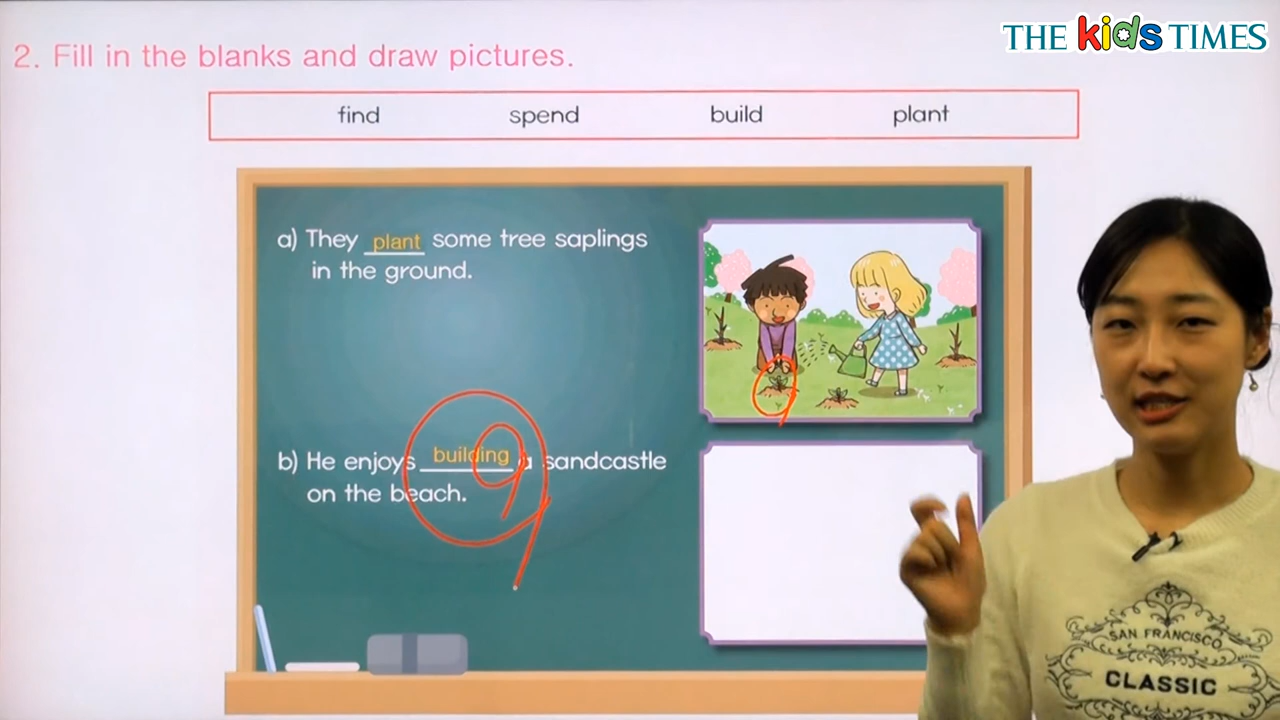 THE kids TIMES
2. Fill in the blanks and draw pictures.
find spend build plant
a) They plant some tree saplings
in the ground.
b) He enjoys building a sandcastle
on the beach.
SAN FRANCISCO
CLASSIC